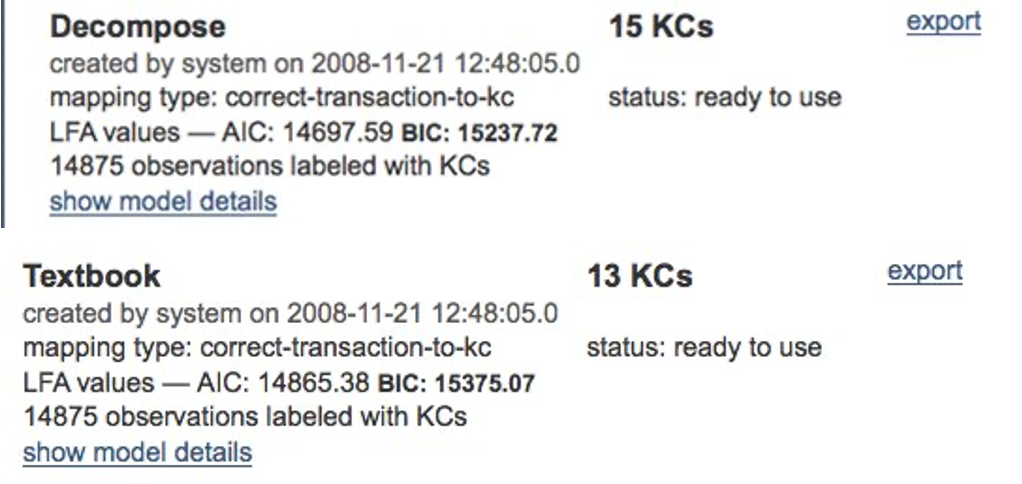 Decompose 15 KCs export
created by system on 2008-11-21 12:48:05.0
mapping type: correct-transaction-to-kc status: ready to use
LFA values — AIC: 14697.59 BIC: 15237.72
14875 observations labeled with KCs
show model details
Textbook 13 KCs export
created by system on 2008-11-21 12:48:05.0
mapping type: correct-transaction-to-kc status: ready to use
LFA values — AIC: 14865.38 BIC: 15375.07
14875 observations labeled with KCs
show model details